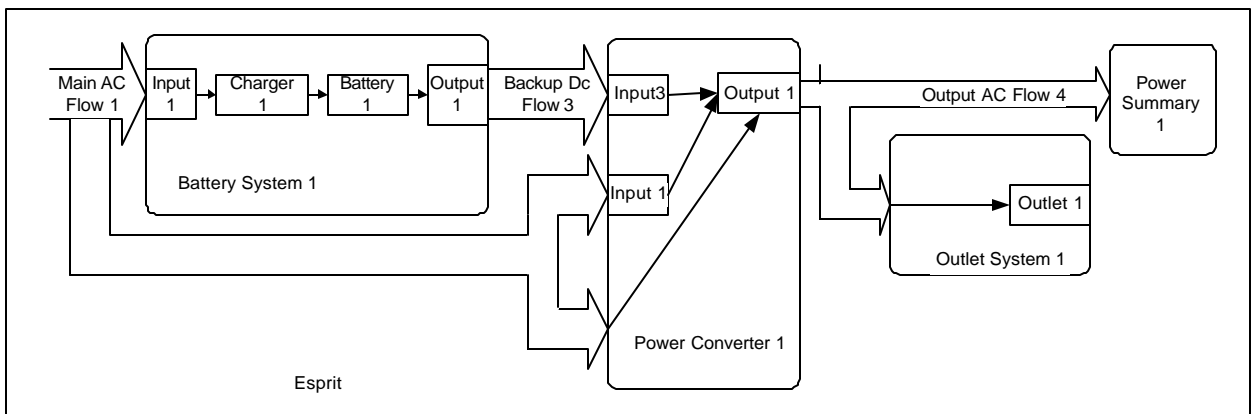 Main AC
Flow 1
Input
1
Charger
1
Battery
1
Output
1
Battery System 1
Backup Dc
Flow 3
Input3
Output 1
Input 1
Power Converter 1
Output AC Flow 4
Power
Summary
1
Outlet 1
Outlet System 1
Esprit